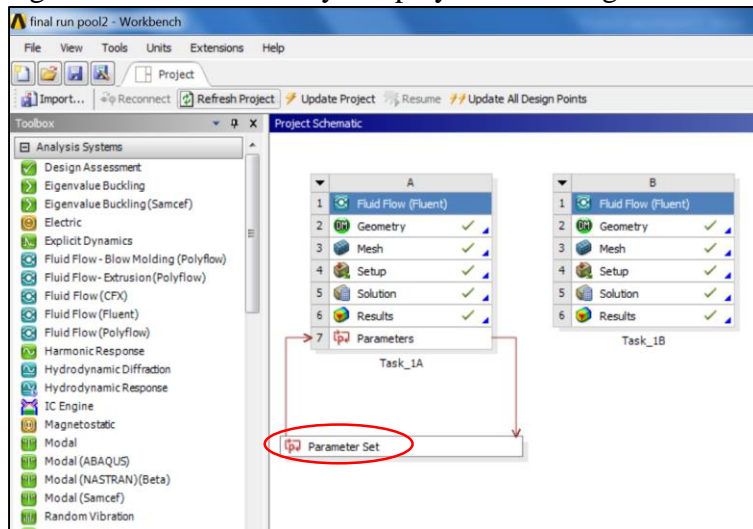 final run pool2 - Workbench
File View Tools Units Extensions Help
Project
Import... Reconnect Refresh Project Update Project Resume Update All Design Points
Toolbox
Project Schematic
Analysis Systems
Design Assessment
Eigenvalue Buckling
Eigenvalue Buckling (Samcef)
Electric
Explicit Dynamics
Fluid Flow - Blow Molding (Polyflow)
Fluid Flow - Extrusion (Polyflow)
Fluid Flow (CFX)
Fluid Flow (Fluent)
Fluid Flow (Polyflow)
Harmonic Response
Hydrodynamic Diffraction
Hydrodynamic Response
IC Engine
Magnetostatic
Modal
Modal (ABAQUS)
Modal (NASTRAN) (Beta)
Modal (Samcef)
Random Vibration
A
1 Fluid Flow (Fluent)
2 Geometry
3 Mesh
4 Setup
5 Solution
6 Results
7 Parameters
Task_1A
Parameter Set
B
1 Fluid Flow (Fluent)
2 Geometry
3 Mesh
4 Setup
5 Solution
6 Results
Task_1B